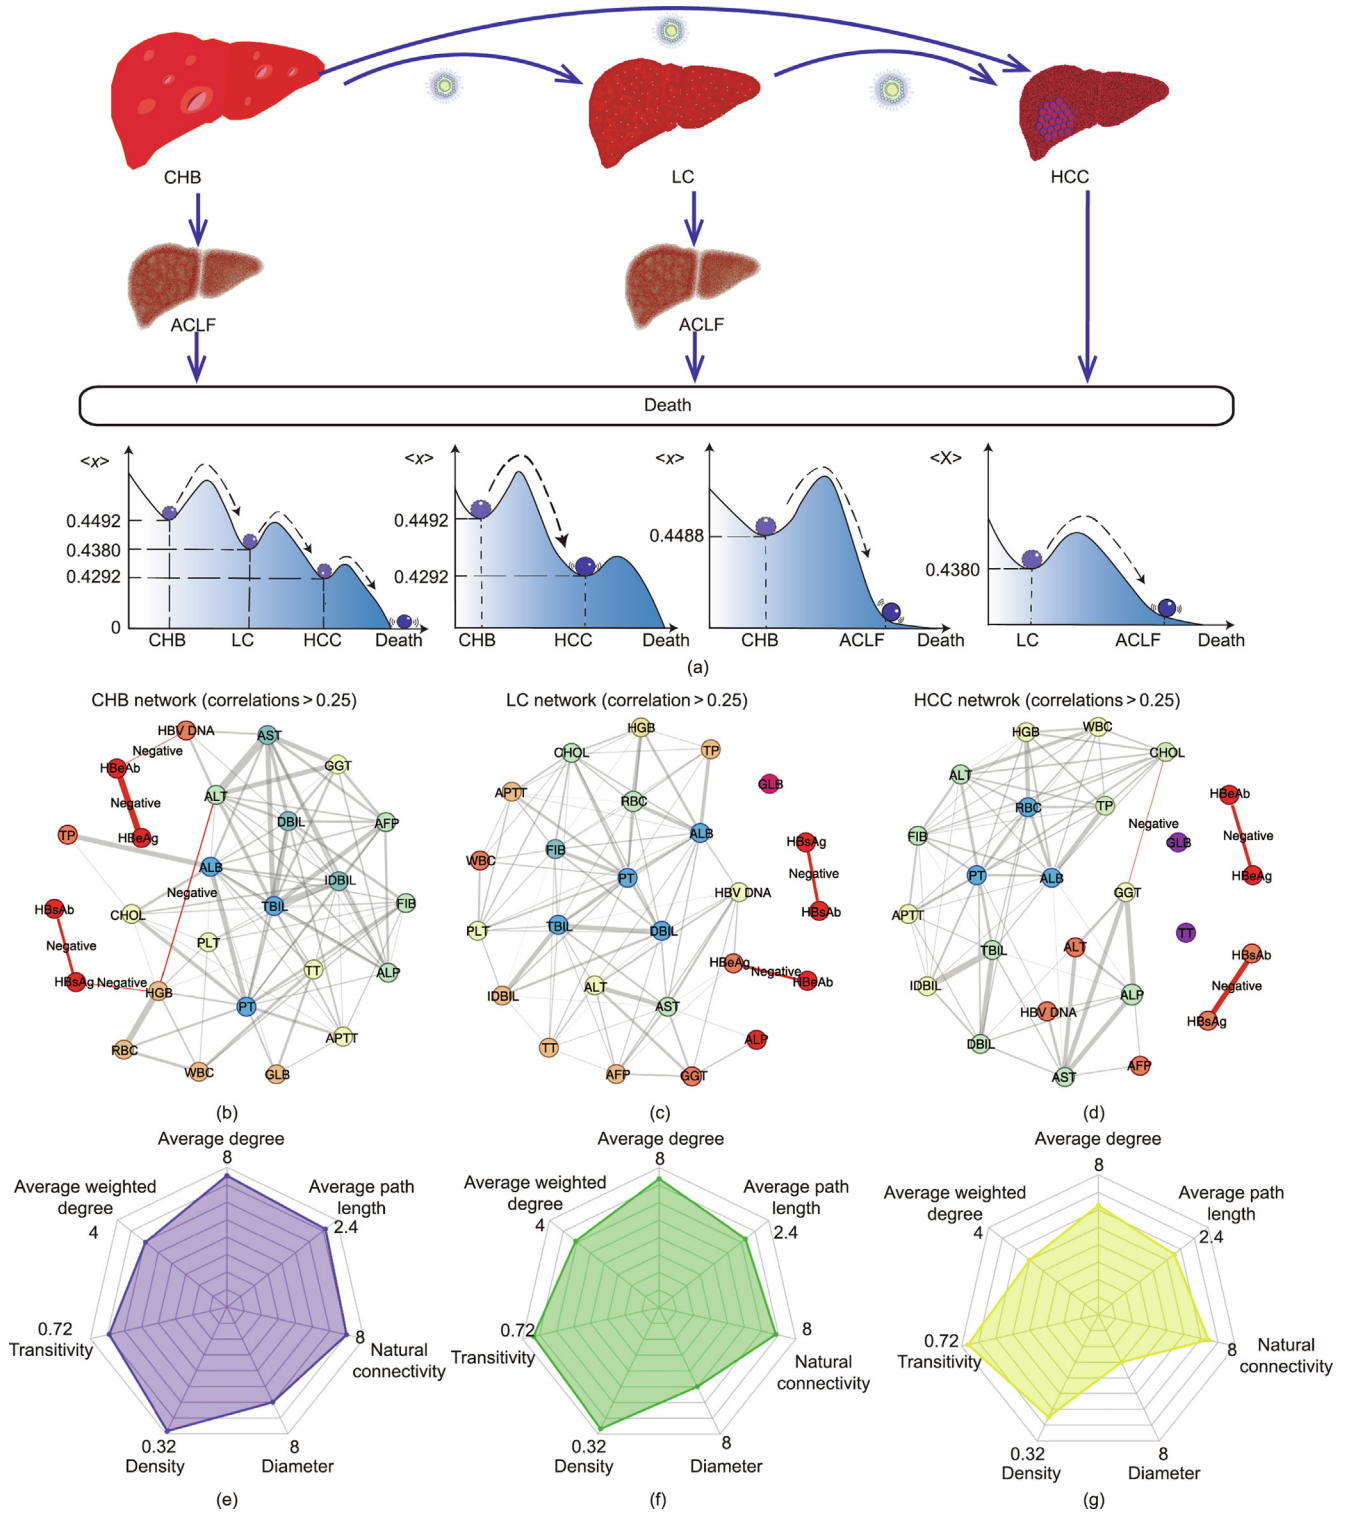 CHB
LC
HCC
ACLF
ACLF
Death
<x>
0.4492
0.4380
0.4292
0
CHB
LC
HCC
Death
<x>
0.4492
0.4292
CHB
HCC
Death
<x>
0.4488
CHB
ACLF
Death
<X>
0.4380
LC
ACLF
Death
(a)
CHB network (correlations > 0.25)
HBV DNA
AST
Negative
HBeAb
GGT
ALT
Negative
DBIL
AFP
TP
HBeAg
ALB
IDBIL
Negative
TBIL
FIB
HBsAb
CHOL
Negative
PLT
TT
ALP
HBsAg
Negative
HGB
PT
APTT
RBC
WBC
GLB
(b)
LC network (correlation > 0.25)
HGB
CHOL
TP
GLB
APTT
RBC
ALB
HBsAg
FIB
WBC
Negative
PT
HBV DNA
HBsAb
PLT
TBIL
DBIL
HBeAg
Negative
HBeAb
ALT
IDBIL
AST
ALP
TT
AFP
GGT
(c)
HCC netwrok (correlations > 0.25)
HGB
WBC
CHOL
ALT
HBeAb
RBC
TP
Negative
FIB
GLB
Negative
PT
ALB
HBeAg
GGT
APTT
TT
TBIL
ALT
HBsAb
IDBIL
ALP
Negative
HBV DNA
HBsAg
DBIL
AST
AFP
(d)
Average degree
8
Average weighted
degree
4
Average path
length
2.4
0.72
Transitivity
8
Natural
connectivity
0.32
Density
8
Diameter
(e)
Average degree
8
Average weighted
degree
4
Average path
length
2.4
0.72
Transitivity
8
Natural
connectivity
0.32
Density
8
Diameter
(f)
Average degree
8
Average weighted
degree
4
Average path
length
2.4
0.72
Transitivity
8
Natural
connectivity
0.32
Density
8
Diameter
(g)